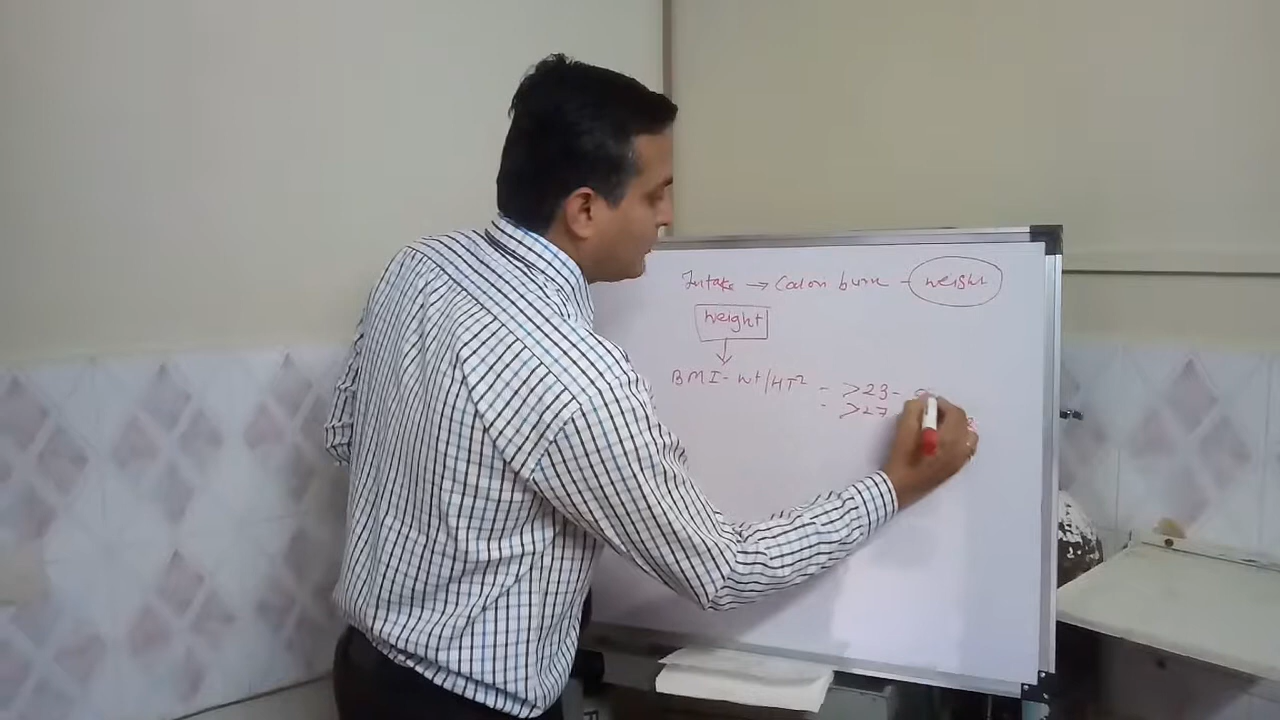 Intake → Calori burn - weight
weight
BMI - wt/HT² - >23 -
- >27